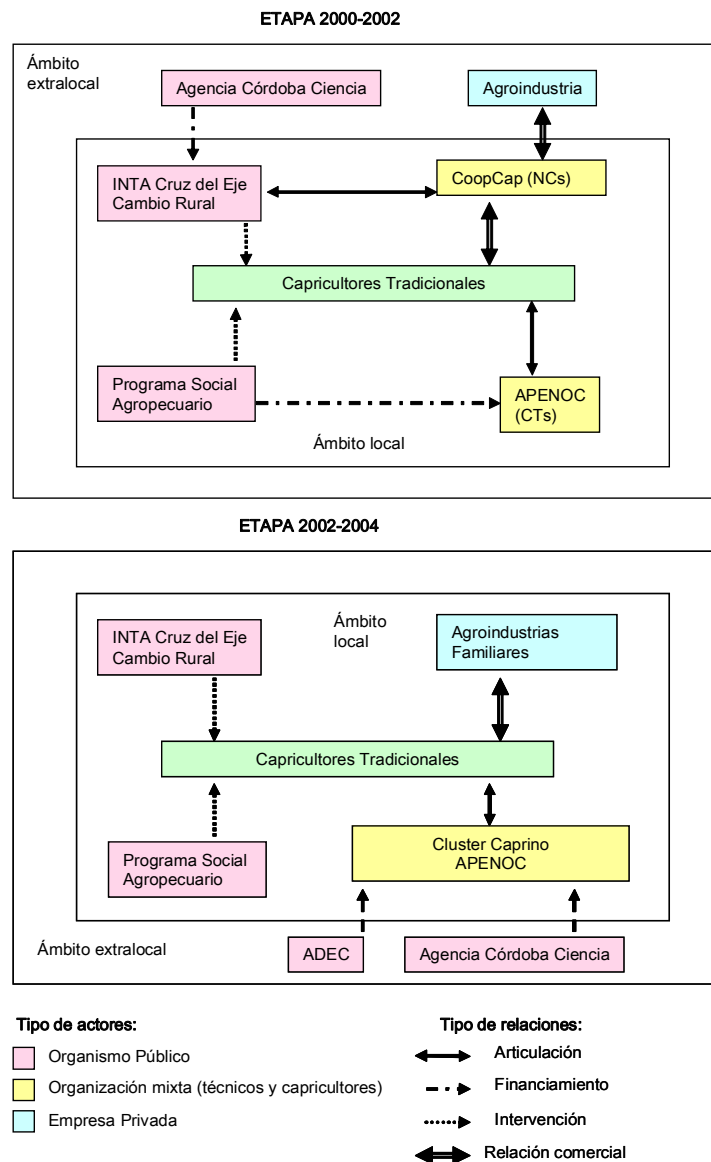 ETAPA 2000-2002
Ámbito
extralocal
Agencia Córdoba Ciencia
Agroindustria
INTA Cruz del Eje
Cambio Rural
CoopCap (NCs)
Capricultores Tradicionales
Programa Social
Agropecuario
APENOC
(CTs)
Ámbito local
ETAPA 2002-2004
Ámbito
local
INTA Cruz del Eje
Cambio Rural
Agroindustrias
Familiares
Capricultores Tradicionales
Programa Social
Agropecuario
Cluster Caprino
APENOC
Ámbito extralocal
ADEC
Agencia Córdoba Ciencia
Tipo de actores:
Organismo Público
Organización mixta (técnicos y capricultores)
Empresa Privada
Tipo de relaciones:
Articulación
Financiamiento
Intervención
Relación comercial